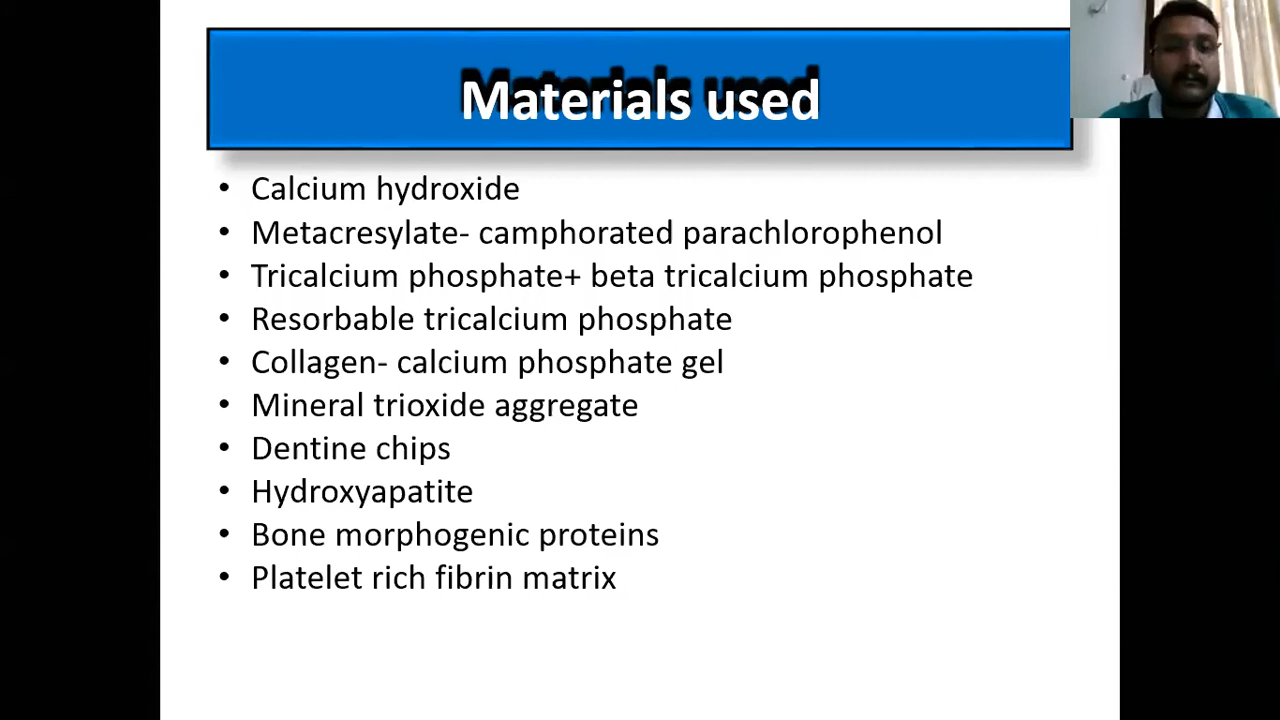 Materials used
• Calcium hydroxide
• Metacresylate- camphorated parachlorophenol
• Tricalcium phosphate+ beta tricalcium phosphate
• Resorbable tricalcium phosphate
• Collagen- calcium phosphate gel
• Mineral trioxide aggregate
• Dentine chips
• Hydroxyapatite
• Bone morphogenic proteins
• Platelet rich fibrin matrix